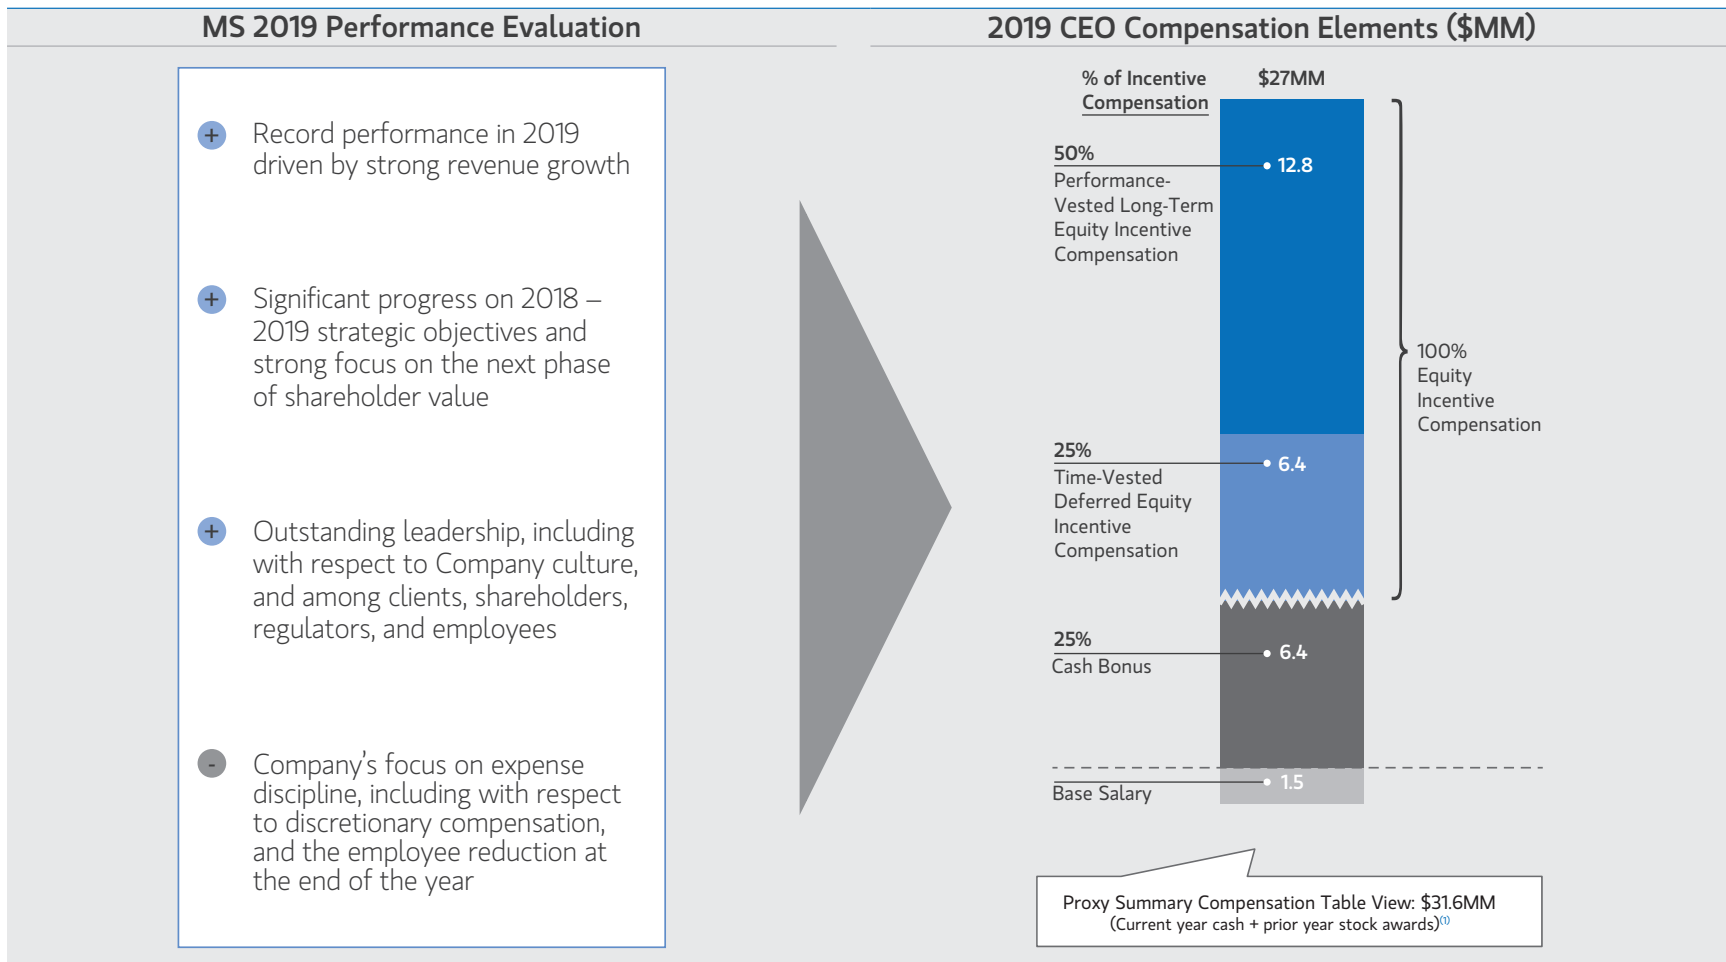 MS 2019 Performance Evaluation
+
Record performance in 2019
driven by strong revenue growth
+
Significant progress on 2018 –
2019 strategic objectives and
strong focus on the next phase
of shareholder value
+
Outstanding leadership, including
with respect to Company culture,
and among clients, shareholders,
regulators, and employees
-
Company’s focus on expense
discipline, including with respect
to discretionary compensation,
and the employee reduction at
the end of the year
2019 CEO Compensation Elements ($MM)
% of Incentive
Compensation
$27MM
50%
Performance-
Vested Long-Term
Equity Incentive
Compensation
12.8
25%
Time-Vested
Deferred Equity
Incentive
Compensation
6.4
100%
Equity
Incentive
Compensation
25%
Cash Bonus
6.4
Base Salary
1.5
Proxy Summary Compensation Table View: $31.6MM
(Current year cash + prior year stock awards)(1)